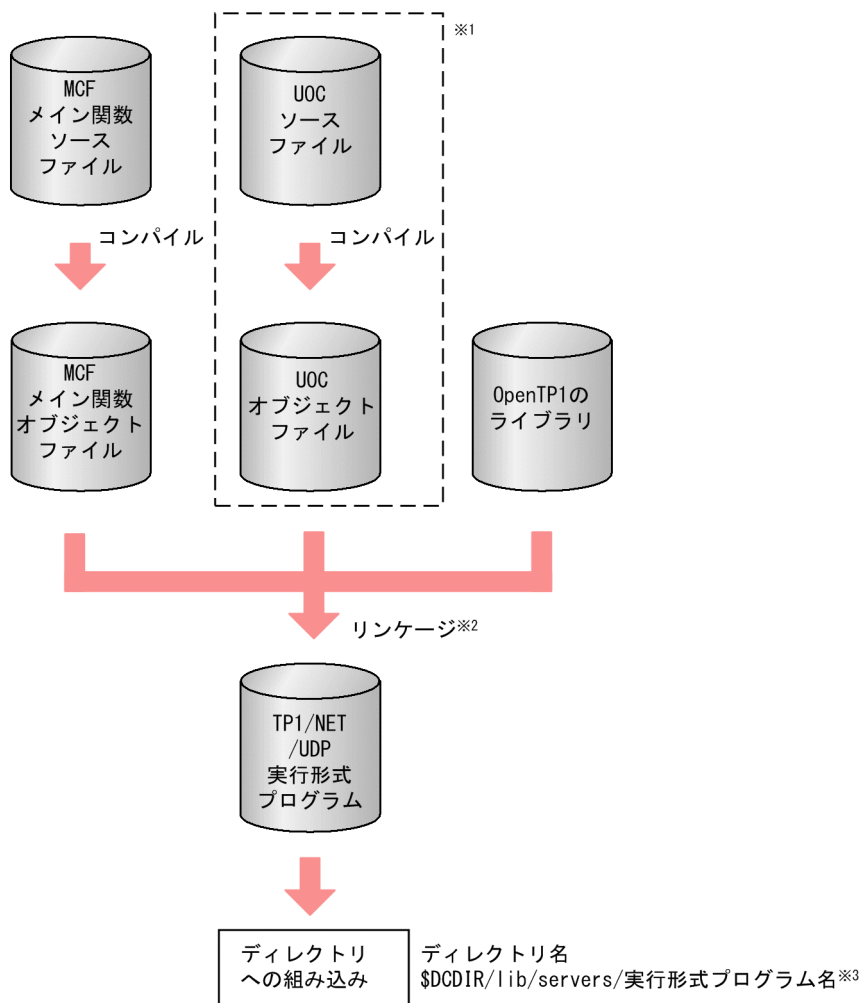 ※1
MCF
メイン関数
ソース
ファイル
UOC
ソース
ファイル
コンパイル
コンパイル
MCF
メイン関数
オブジェクト
ファイル
UOC
オブジェクト
ファイル
OpenTP1の
ライブラリ
リンケージ※2
TP1/NET
/UDP
実行形式
プログラム
ディレクトリ
への組み込み
ディレクトリ名
$DCDIR/lib/servers/実行形式プログラム名※3